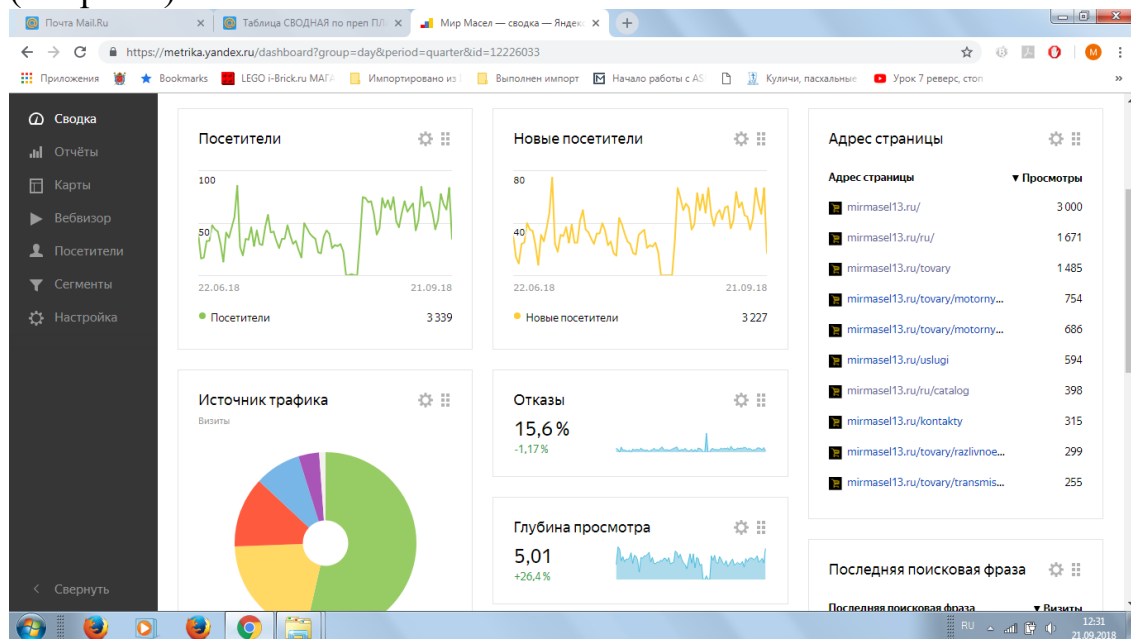 Почта Mail.Ru
Таблица СВОДНАЯ по преп ПЛ
Мир Масел — сводка — Яндек
https://metrika.yandex.ru/dashboard?group=day&period=quarter&id=12226033
М
Приложения
Bookmarks
LEGO i-Brick.ru МАГА
Импортировано из
Выполнен импорт
Начало работы с AS
Куличи, пасхальные
Урок 7 реверс, стоп
»
Сводка
Отчёты
Карты
Вебвизор
Посетители
Сегменты
Настройка
Свернуть
Посетители
100
50
22.06.18
21.09.18
Посетители 3 339
Новые посетители
80
40
22.06.18
21.09.18
Новые посетители 3 227
Адрес страницы
Адрес страницы ▼ Просмотры
mirmasel13.ru/ 3 000
mirmasel13.ru/ru/ 1 671
mirmasel13.ru/tovary 1 485
mirmasel13.ru/tovary/motorny... 754
mirmasel13.ru/tovary/motorny... 686
mirmasel13.ru/uslugi 594
mirmasel13.ru/ru/catalog 398
mirmasel13.ru/kontakty 315
mirmasel13.ru/tovary/razlivnoe... 299
mirmasel13.ru/tovary/transmis... 255
Источник трафика
Визиты
Отказы
15,6 %
-1,17 %
Глубина просмотра
5,01
+26,4 %
Последняя поисковая фраза
Последняя поисковая фраза ▼ Визиты
RU
12:31
21.09.2018